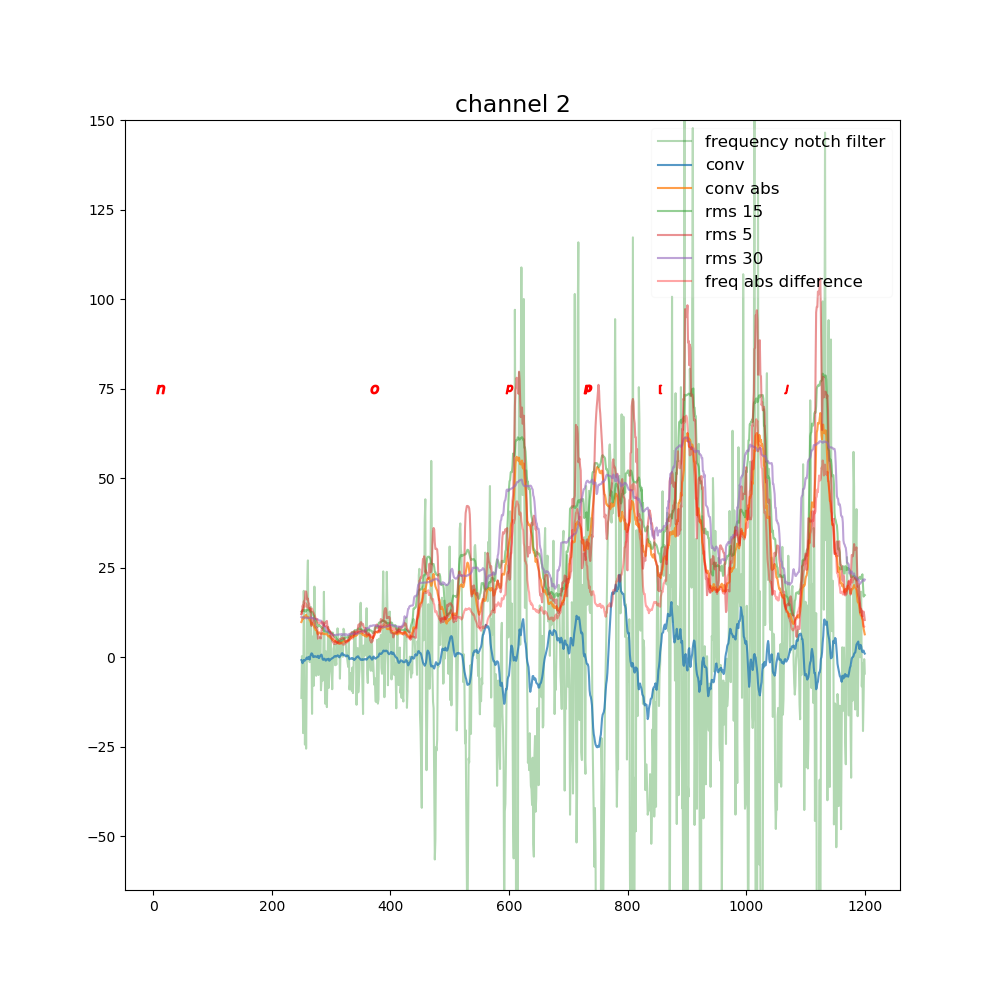 channel 2
150
frequency notch filter
conv
conv abs
rms 15
rms 5
rms 30
freq abs difference
125
100
75
n o p p
50
25
0
−25
−50
0 200 400 600 800 1000 1200